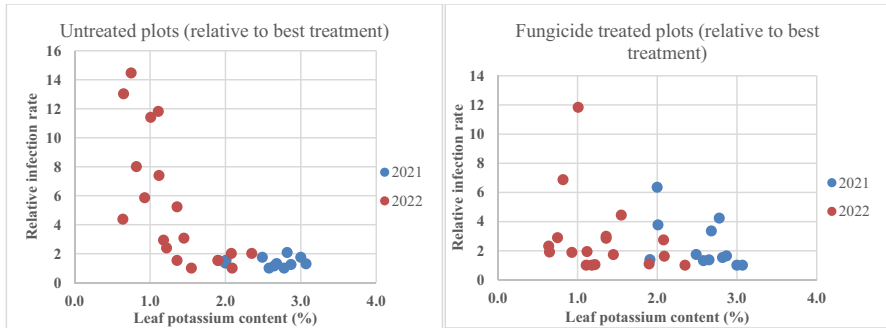 Untreated plots (relative to best treatment)
Relative infection rate
16
14
12
10
8
6
4
2
0
0.0 1.0 2.0 3.0 4.0
Leaf potassium content (%)
2021
2022
Fungicide treated plots (relative to best
treatment)
Relative infection rate
14
12
10
8
6
4
2
0
0.0 1.0 2.0 3.0 4.0
Leaf potassium content (%)
2021
2022